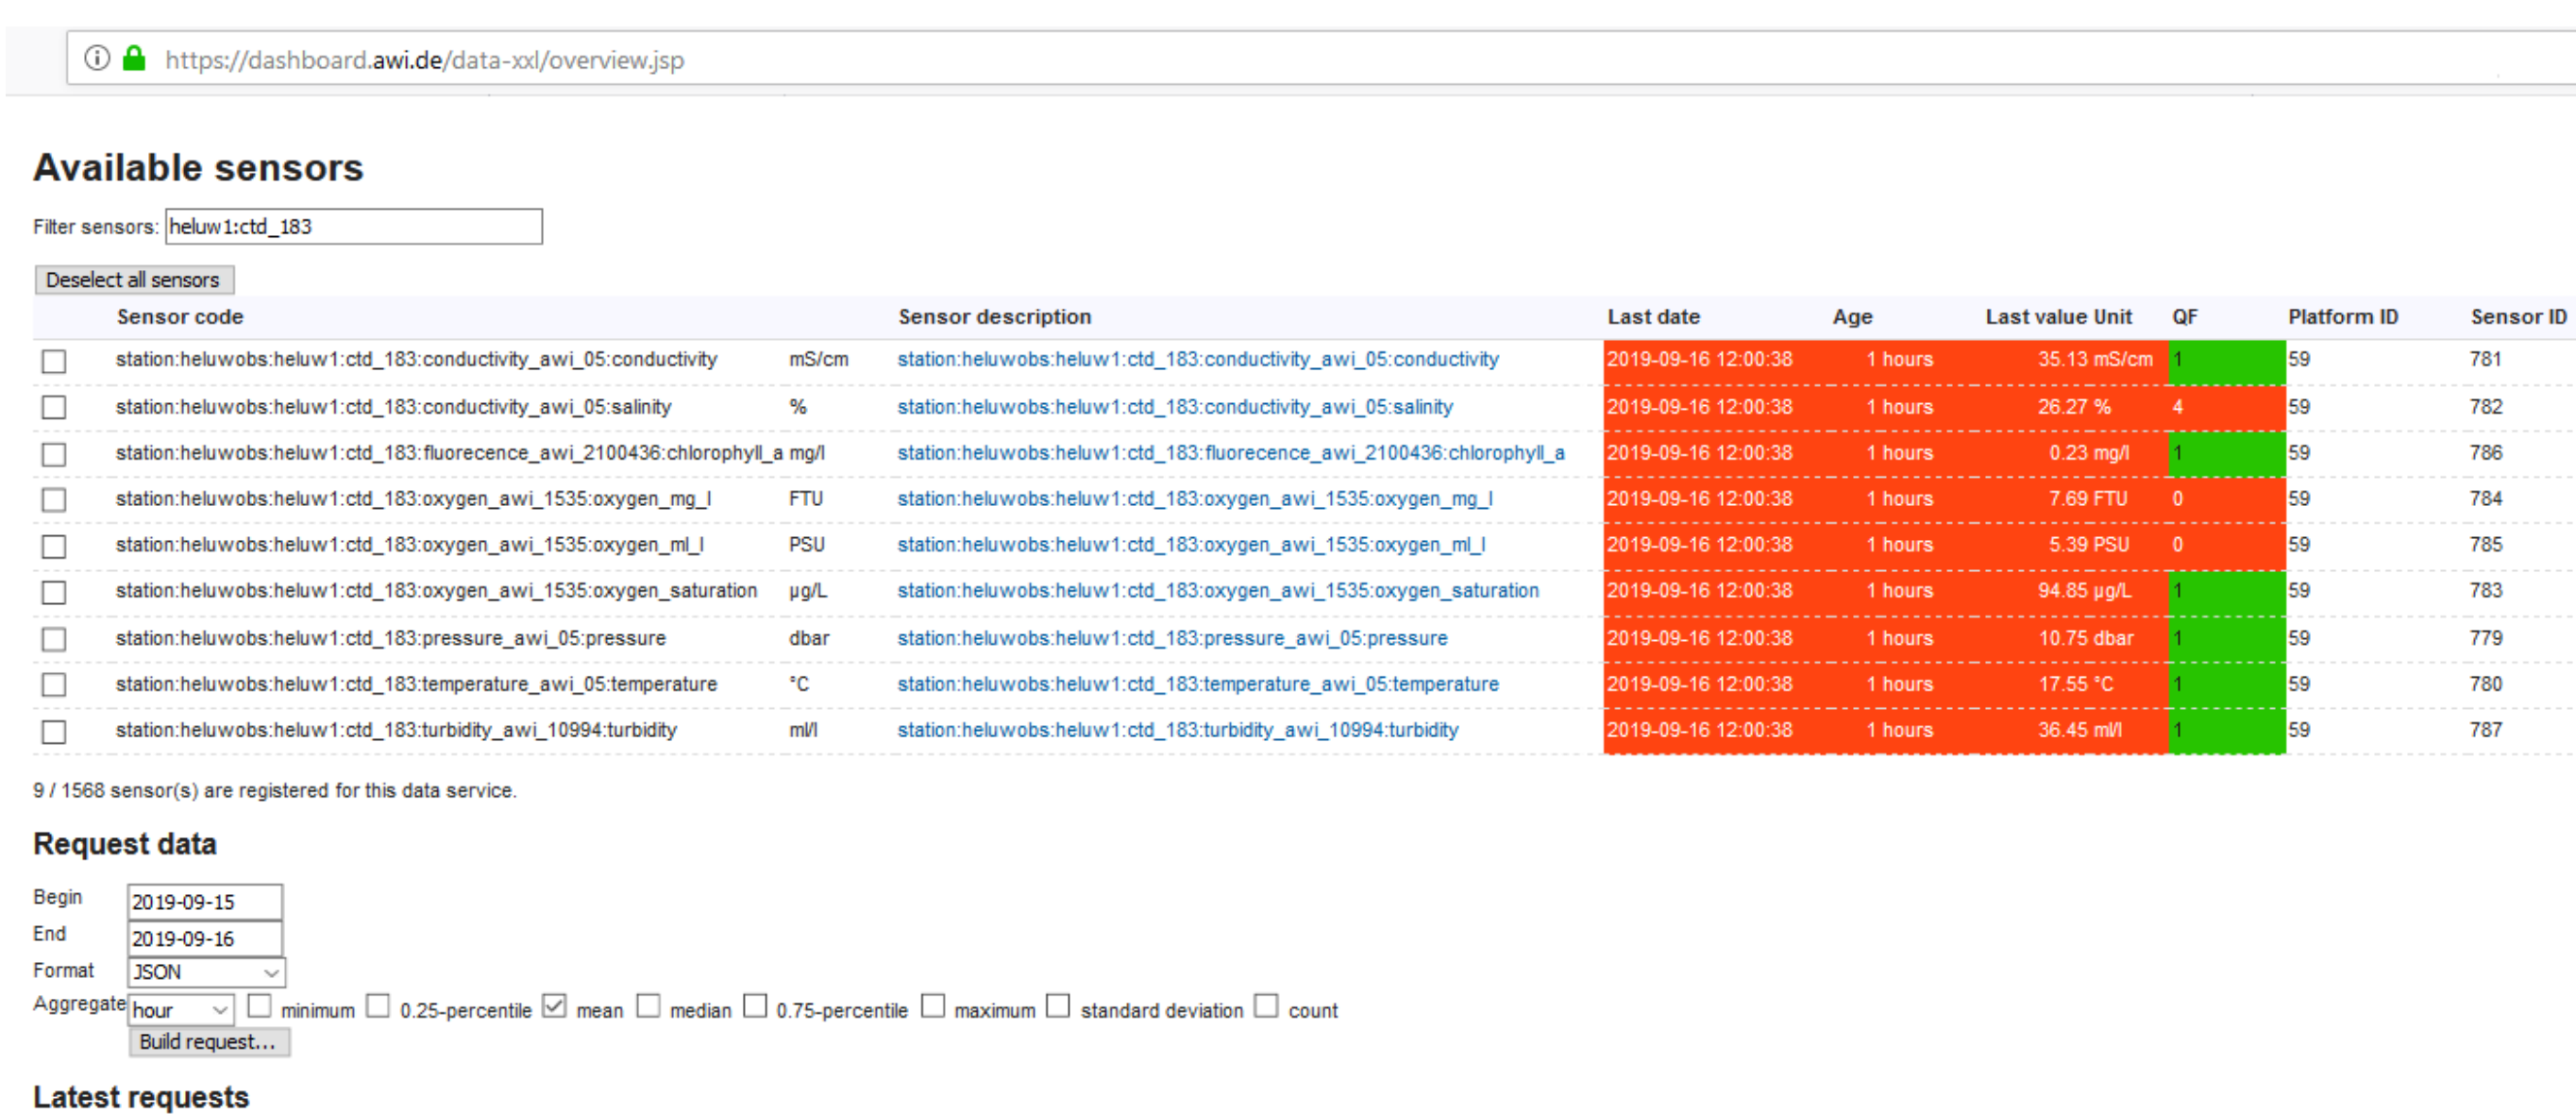 https://dashboard.awi.de/data-xxl/overview.jsp
Available sensors
Filter sensors: heluw1:ctd_183
Deselect all sensors
Sensor code Sensor description Last date Age Last value Unit QF Platform ID Sensor ID
station:heluwobs:heluw1:ctd_183:conductivity_awi_05:conductivity mS/cm station:heluwobs:heluw1:ctd_183:conductivity_awi_05:conductivity 2019-09-16 12:00:38 1 hours 35.13 mS/cm 1 59 781
station:heluwobs:heluw1:ctd_183:conductivity_awi_05:salinity % station:heluwobs:heluw1:ctd_183:conductivity_awi_05:salinity 2019-09-16 12:00:38 1 hours 26.27 % 4 59 782
station:heluwobs:heluw1:ctd_183:fluorecence_awi_2100436:chlorophyll_a mg/l station:heluwobs:heluw1:ctd_183:fluorecence_awi_2100436:chlorophyll_a 2019-09-16 12:00:38 1 hours 0.23 mg/l 1 59 786
station:heluwobs:heluw1:ctd_183:oxygen_awi_1535:oxygen_mg_l FTU station:heluwobs:heluw1:ctd_183:oxygen_awi_1535:oxygen_mg_l 2019-09-16 12:00:38 1 hours 7.69 FTU 0 59 784
station:heluwobs:heluw1:ctd_183:oxygen_awi_1535:oxygen_ml_l PSU station:heluwobs:heluw1:ctd_183:oxygen_awi_1535:oxygen_ml_l 2019-09-16 12:00:38 1 hours 5.39 PSU 0 59 785
station:heluwobs:heluw1:ctd_183:oxygen_awi_1535:oxygen_saturation µg/L station:heluwobs:heluw1:ctd_183:oxygen_awi_1535:oxygen_saturation 2019-09-16 12:00:38 1 hours 94.85 µg/L 1 59 783
station:heluwobs:heluw1:ctd_183:pressure_awi_05:pressure dbar station:heluwobs:heluw1:ctd_183:pressure_awi_05:pressure 2019-09-16 12:00:38 1 hours 10.75 dbar 1 59 779
station:heluwobs:heluw1:ctd_183:temperature_awi_05:temperature °C station:heluwobs:heluw1:ctd_183:temperature_awi_05:temperature 2019-09-16 12:00:38 1 hours 17.55 °C 1 59 780
station:heluwobs:heluw1:ctd_183:turbidity_awi_10994:turbidity ml/l station:heluwobs:heluw1:ctd_183:turbidity_awi_10994:turbidity 2019-09-16 12:00:38 1 hours 36.45 ml/l 1 59 787
9 / 1568 sensor(s) are registered for this data service.
Request data
Begin 2019-09-15
End 2019-09-16
Format JSON
Aggregate hour minimum 0.25-percentile mean median 0.75-percentile maximum standard deviation count
Build request...
Latest requests